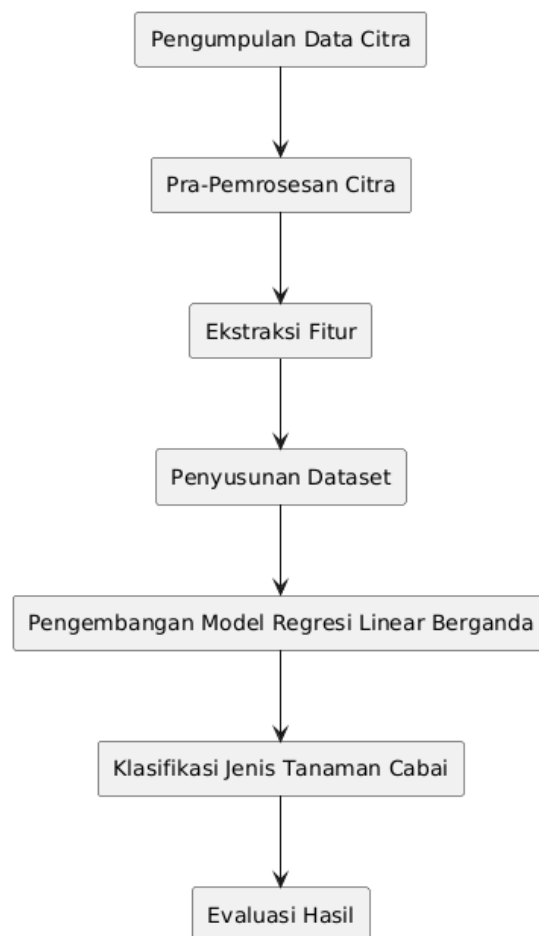 Pengumpulan Data Citra
Pra-Pemrosesan Citra
Ekstraksi Fitur
Penyusunan Dataset
Pengembangan Model Regresi Linear Berganda
Klasifikasi Jenis Tanaman Cabai
Evaluasi Hasil